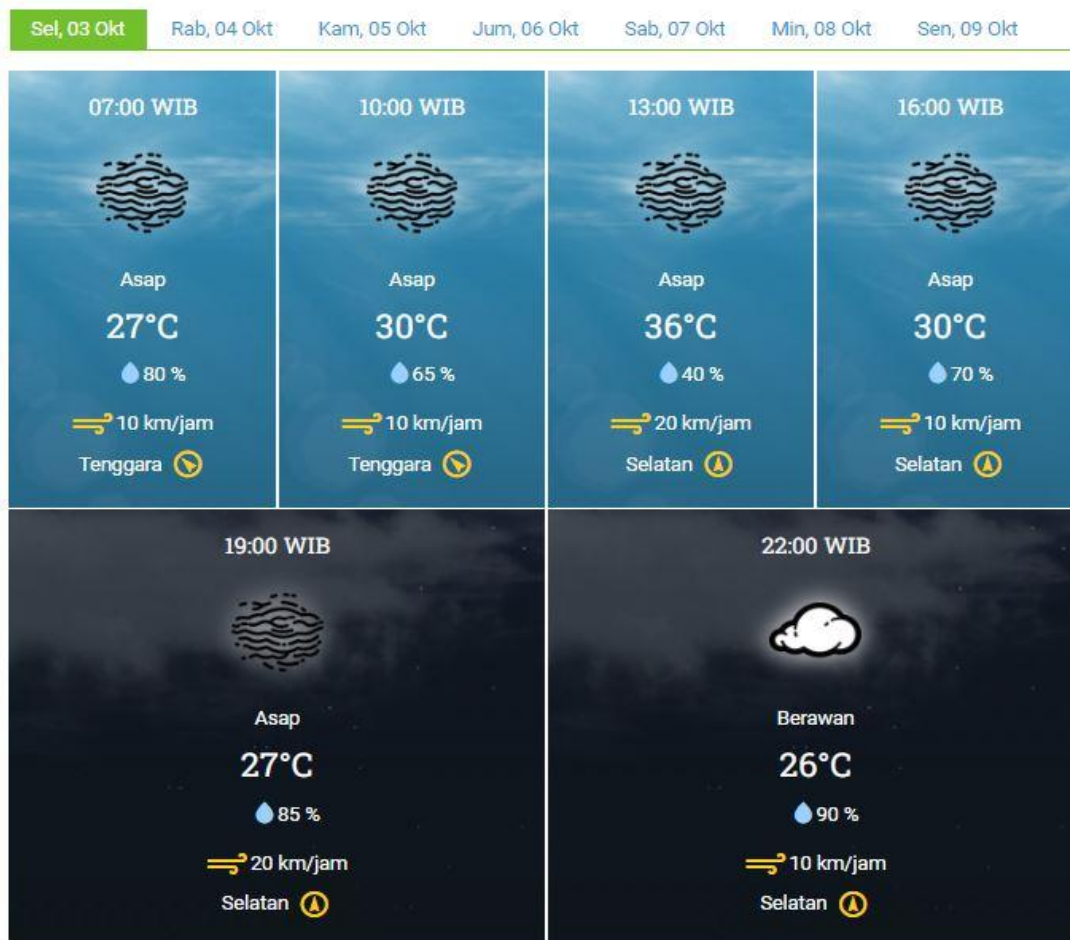 Sel, 03 Okt Rab, 04 Okt Kam, 05 Okt Jum, 06 Okt Sab, 07 Okt Min, 08 Okt Sen, 09 Okt
07:00 WIB
Asap
27°C
80 %
10 km/jam
Tenggara
10:00 WIB
Asap
30°C
65 %
10 km/jam
Tenggara
13:00 WIB
Asap
36°C
40 %
20 km/jam
Selatan
16:00 WIB
Asap
30°C
70 %
10 km/jam
Selatan
19:00 WIB
Asap
27°C
85 %
20 km/jam
Selatan
22:00 WIB
Berawan
26°C
90 %
10 km/jam
Selatan